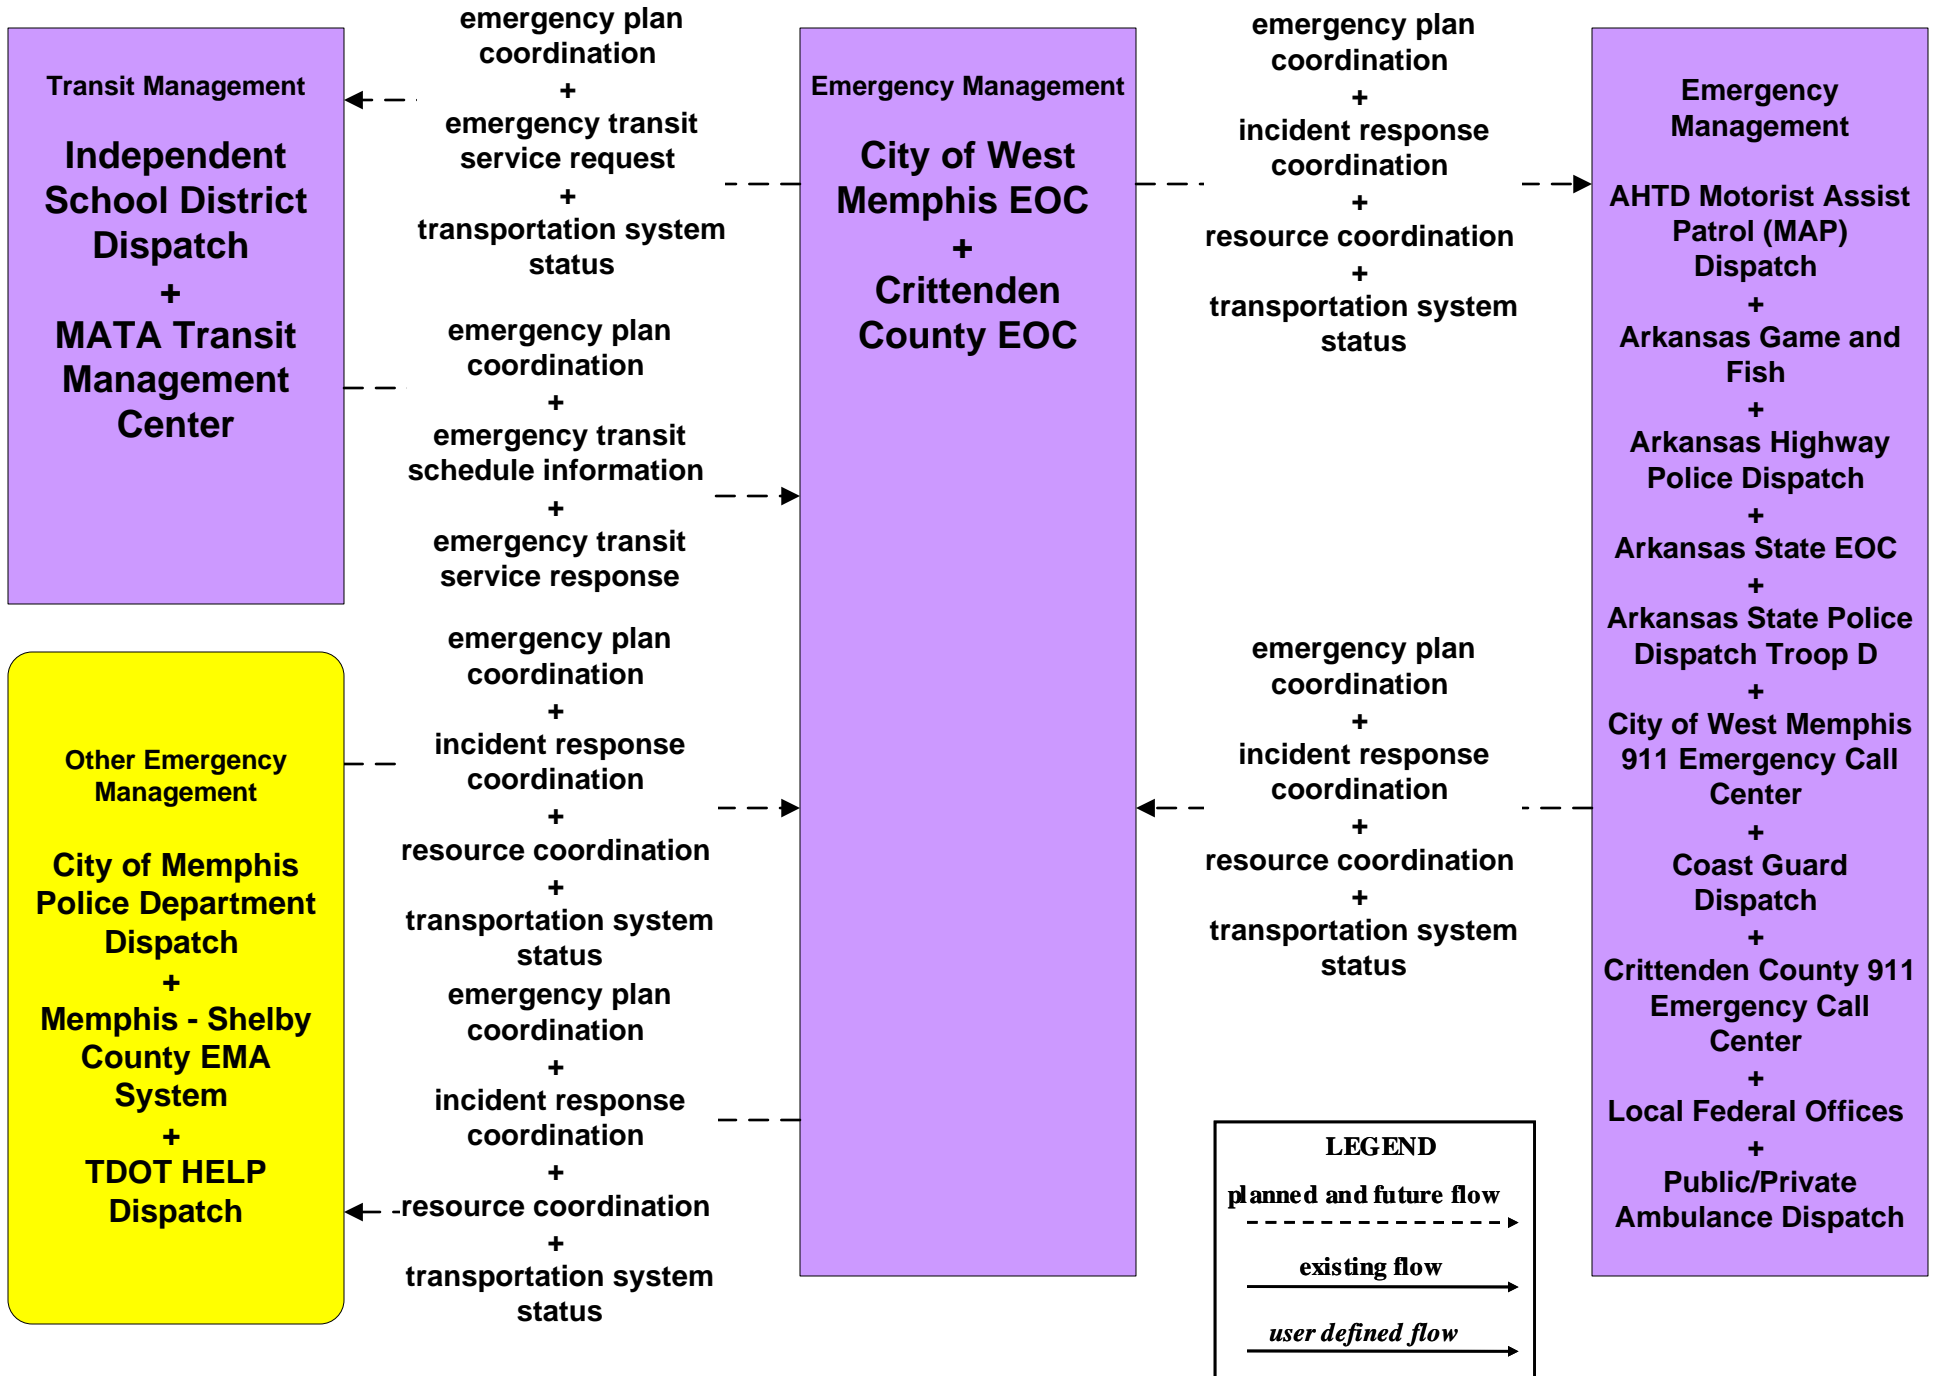 Transit Management
Independent
School District
Dispatch
+
MATA Transit
Management
Center
emergency plan
coordination
+
emergency transit
service request
+
transportation system
status
emergency plan
coordination
+
emergency transit
schedule information
+
emergency transit
service response
Other Emergency
Management
City of Memphis
Police Department
Dispatch
+
Memphis - Shelby
County EMA
System
+
TDOT HELP
Dispatch
emergency plan
coordination
+
incident response
coordination
+
resource coordination
+
transportation system
status
emergency plan
coordination
+
incident response
coordination
+
resource coordination
+
transportation system
status
Emergency Management
City of West
Memphis EOC
+
Crittenden
County EOC
emergency plan
coordination
+
incident response
coordination
+
resource coordination
+
transportation system
status
emergency plan
coordination
+
incident response
coordination
+
resource coordination
+
transportation system
status
Emergency
Management
AHTD Motorist Assist
Patrol (MAP)
Dispatch
+
Arkansas Game and
Fish
+
Arkansas Highway
Police Dispatch
+
Arkansas State EOC
+
Arkansas State Police
Dispatch Troop D
+
City of West Memphis
911 Emergency Call
Center
+
Coast Guard
Dispatch
+
Crittenden County 911
Emergency Call
Center
+
Local Federal Offices
+
Public/Private
Ambulance Dispatch
LEGEND
planned and future flow
existing flow
user defined flow